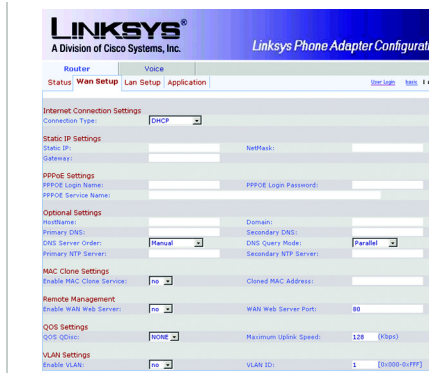 LINKSYS®
A Division of Cisco Systems, Inc.
Linksys Phone Adapter Configurati
Router Voice
Status Wan Setup Lan Setup Application User Login basic
Internet Connection Settings
Connection Type: DHCP
Static IP Settings
Static IP: NetMask:
Gateway:
PPPoE Settings
PPPOE Login Name: PPPOE Login Password:
PPPOE Service Name:
Optional Settings
HostName: Domain:
Primary DNS: Secondary DNS:
DNS Server Order: Manual DNS Query Mode: Parallel
Primary NTP Server: Secondary NTP Server:
MAC Clone Settings
Enable MAC Clone Service: no Cloned MAC Address:
Remote Management
Enable WAN Web Server: no WAN Web Server Port: 80
QOS Settings
QOS QDisc: NONE Maximum Uplink Speed: 128 (Kbps)
VLAN Settings
Enable VLAN: no VLAN ID: 1 [0x000-0xFFF]